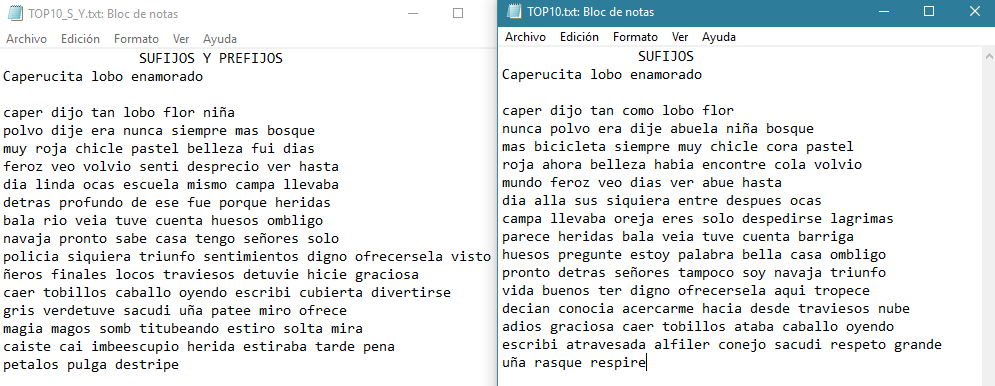 TOP10_S_Y.txt: Bloc de notas
Archivo Edición Formato Ver Ayuda
SUFIJOS Y PREFIJOS
Caperucita lobo enamorado
caper dijo tan lobo flor niña
polvo dije era nunca siempre mas bosque
muy roja chicle pastel belleza fui dias
feroz veo volvio senti desprecio ver hasta
dia linda ocas escuela mismo campa llevaba
detras profundo de ese fue porque heridas
bala rio veia tuve cuenta huesos ombligo
navaja pronto sabe casa tengo señores solo
policia siquiera triunfo sentimientos digno ofrecersela visto
ñeros finales locos traviesos detuvie hicie graciosa
caer tobillos caballo oyendo escribi cubierta divertirse
gris verdetuve sacudi uña patee miro ofrece
magia magos somb titubeando estiro solta mira
caiste cai imbeescupio herida estiraba tarde pena
petalos pulga destripe
TOP10.txt: Bloc de notas
Archivo Edición Formato Ver Ayuda
SUFIJOS
Caperucita lobo enamorado
caper dijo tan como lobo flor
nunca polvo era dije abuela niña bosque
mas bicicleta siempre muy chicle cora pastel
roja ahora belleza habia encontre cola volvio
mundo feroz veo dias ver abue hasta
dia alla sus siquiera entre despues ocas
campa llevaba oreja eres solo despedirse lagrimas
parece heridas bala veia tuve cuenta barriga
huesos pregunte estoy palabra bella casa ombligo
pronto detras señores tampoco soy navaja triunfo
vida buenos ter digno ofrecersela aqui tropece
decian conocia acercarme hacia desde traviesos nube
adios graciosa caer tobillos ataba caballo oyendo
escribi atravesada alfiler conejo sacudi respeto grande
uña rasque respire